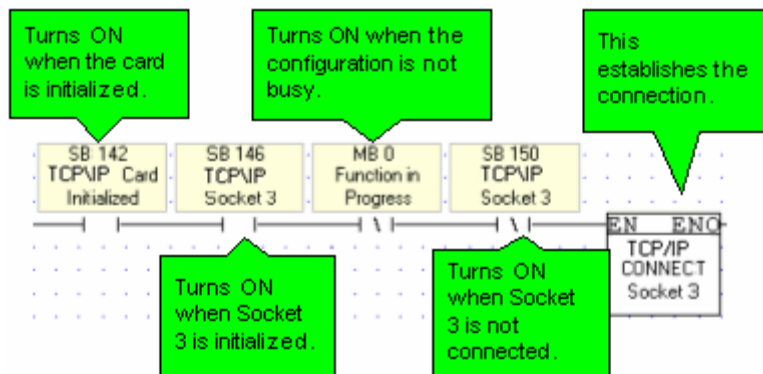 Turns ON
when the card
is initialized.
Turns ON when the
configuration is not
busy.
This
establishes the
connection.
SB 142
TCP\IP Card
Initialized
SB 146
TCP\IP
Socket 3
MB 0
Function in
Progress
SB 150
TCP\IP
Socket 3
EN ENO
TCP/IP
CONNECT
Socket 3
Turns ON
when Socket
3 is initialized.
Turns ON
when Socket
3 is not
connected.